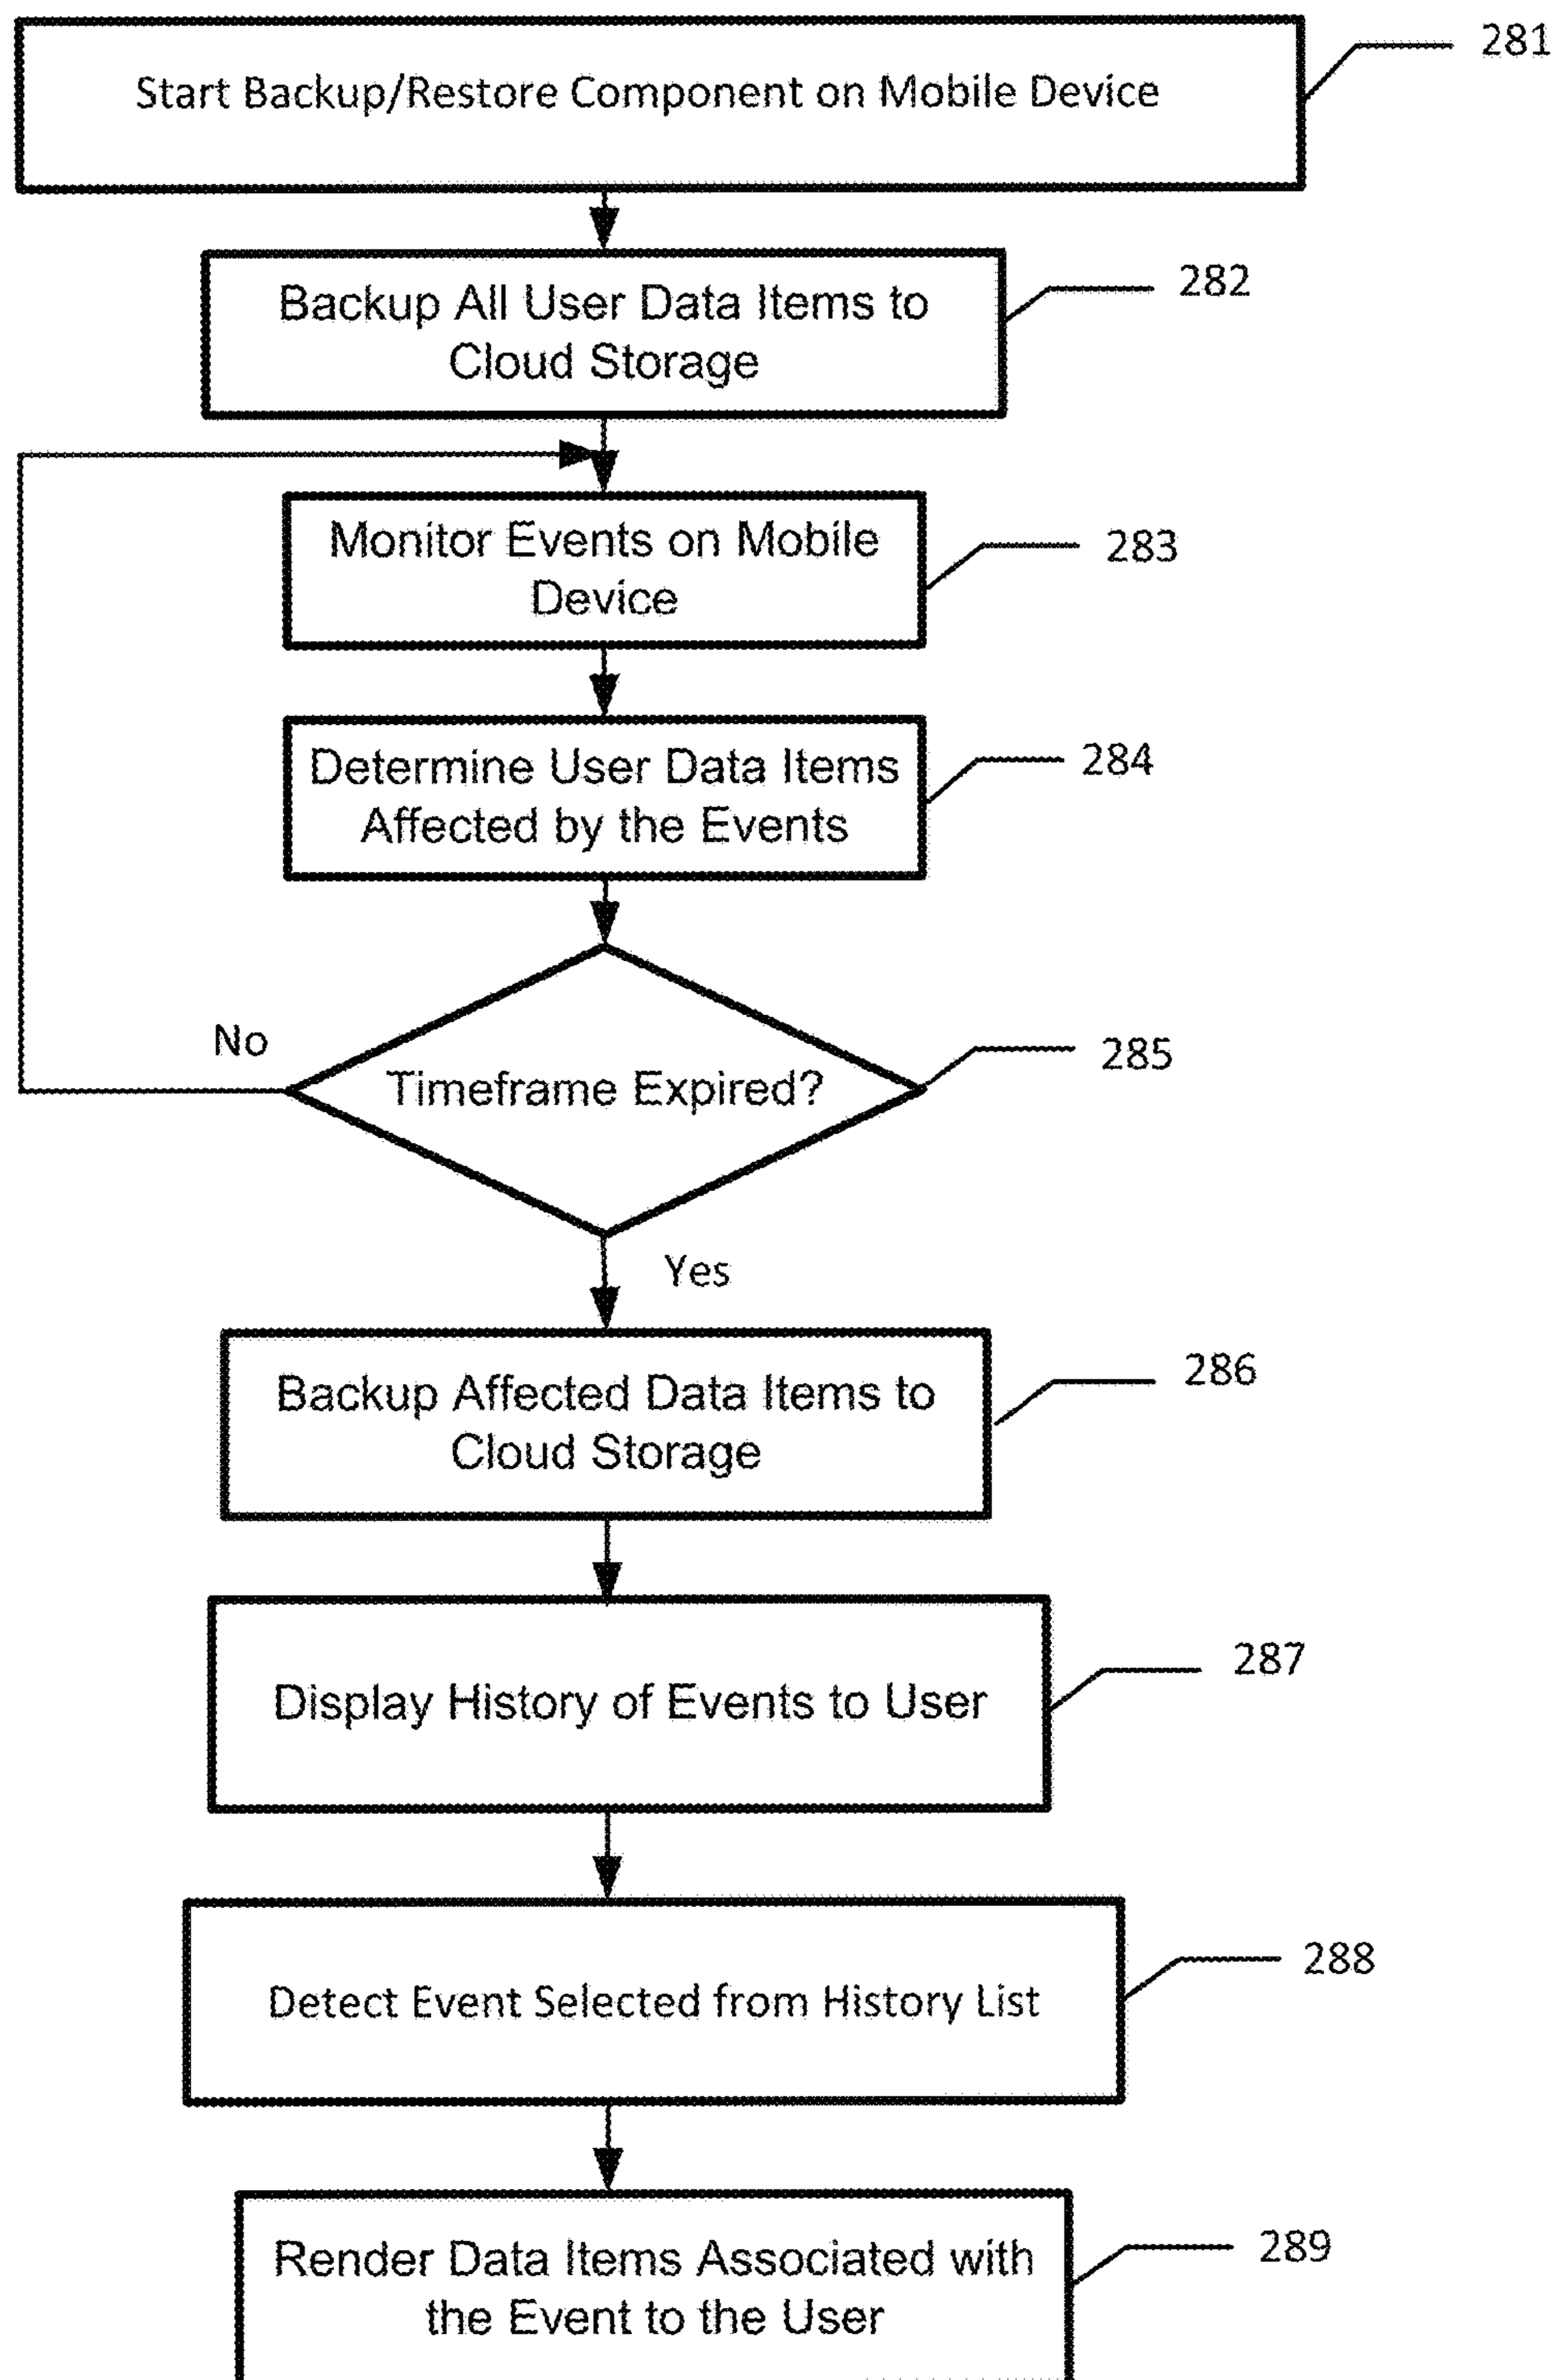 Start Backup/Restore Component on Mobile Device
281
Backup All User Data Items to
Cloud Storage
282
Monitor Events on Mobile
Device
283
Determine User Data Items
Affected by the Events
284
No
Timeframe Expired?
285
Yes
Backup Affected Data Items to
Cloud Storage
286
Display History of Events to User
287
Detect Event Selected from History List
288
Render Data Items Associated with
the Event to the User
289